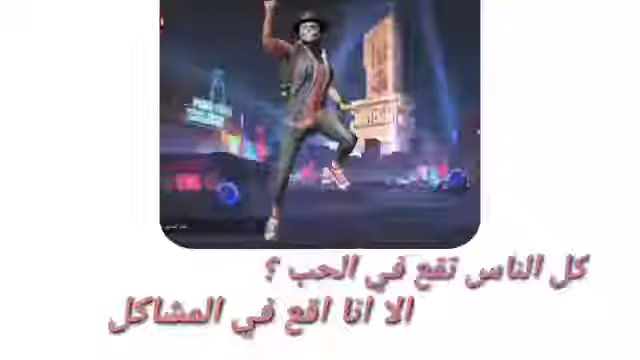 كل الناس تقع في الحب ؟
الا انا اقع في المشاكل